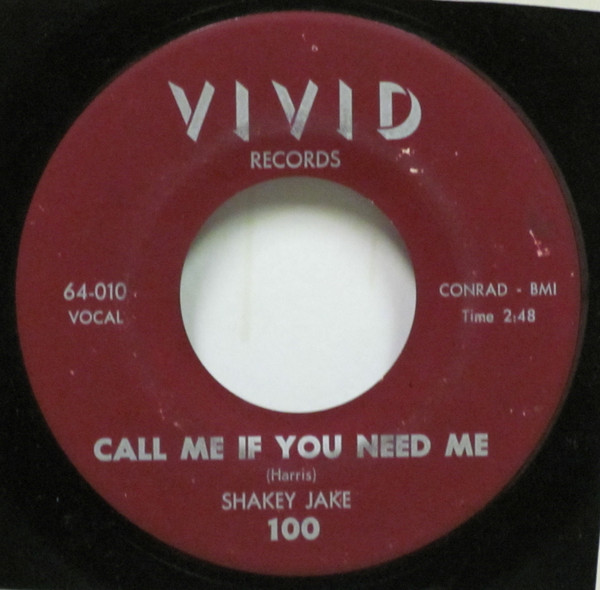 VIVID
RECORDS
64-010
VOCAL
CONRAD - BMI
Time 2:48
CALL ME IF YOU NEED ME
(Harris)
SHAKEY JAKE
100